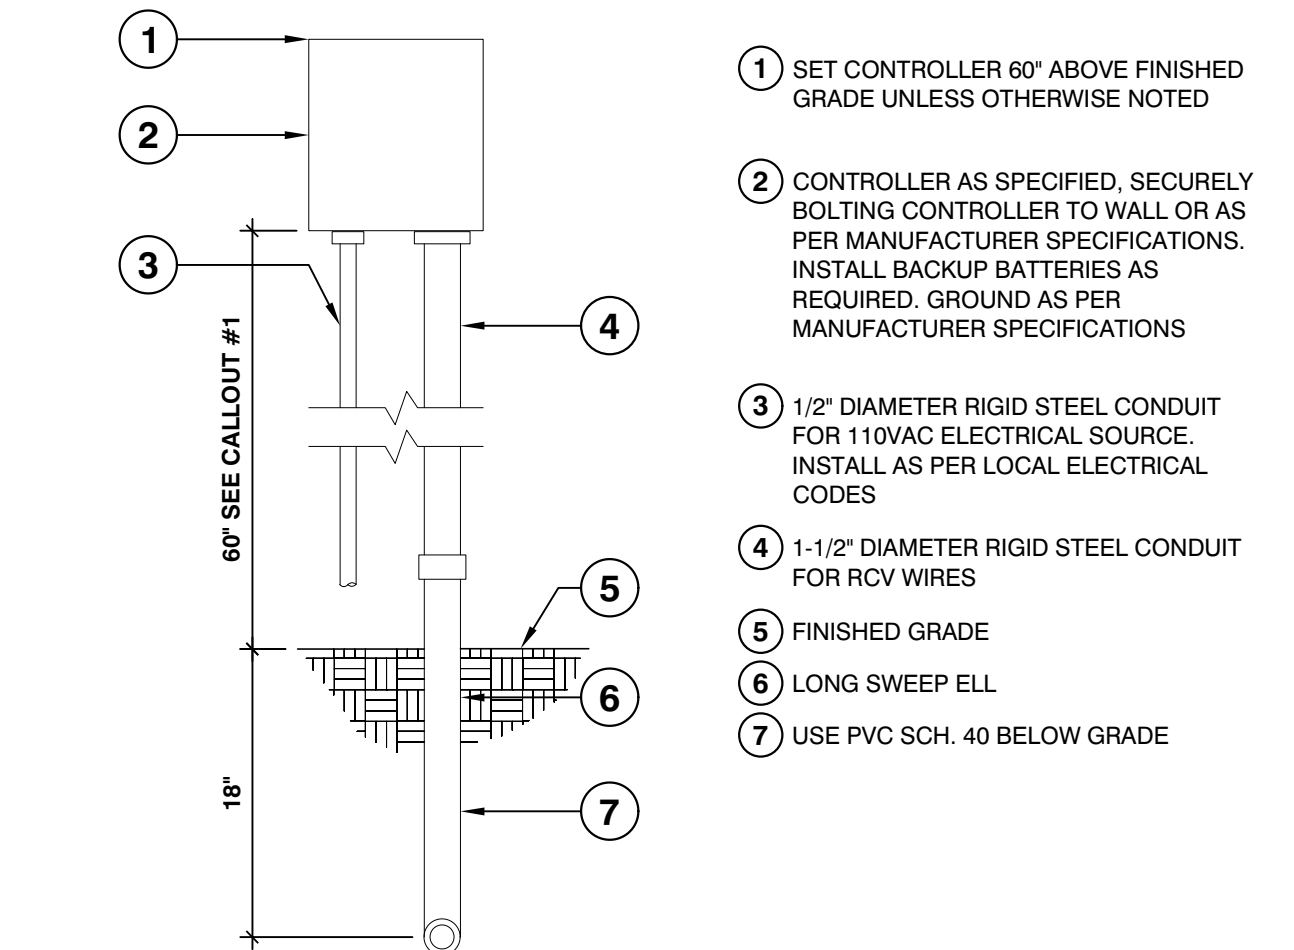 1
2
3
4
5
6
7
60" SEE CALLOUT #1
18"
1 SET CONTROLLER 60" ABOVE FINISHED
GRADE UNLESS OTHERWISE NOTED
2 CONTROLLER AS SPECIFIED, SECURELY
BOLTING CONTROLLER TO WALL OR AS
PER MANUFACTURER SPECIFICATIONS.
INSTALL BACKUP BATTERIES AS
REQUIRED. GROUND AS PER
MANUFACTURER SPECIFICATIONS
3 1/2" DIAMETER RIGID STEEL CONDUIT
FOR 110VAC ELECTRICAL SOURCE.
INSTALL AS PER LOCAL ELECTRICAL
CODES
4 1-1/2" DIAMETER RIGID STEEL CONDUIT
FOR RCV WIRES
5 FINISHED GRADE
6 LONG SWEEP ELL
7 USE PVC SCH. 40 BELOW GRADE